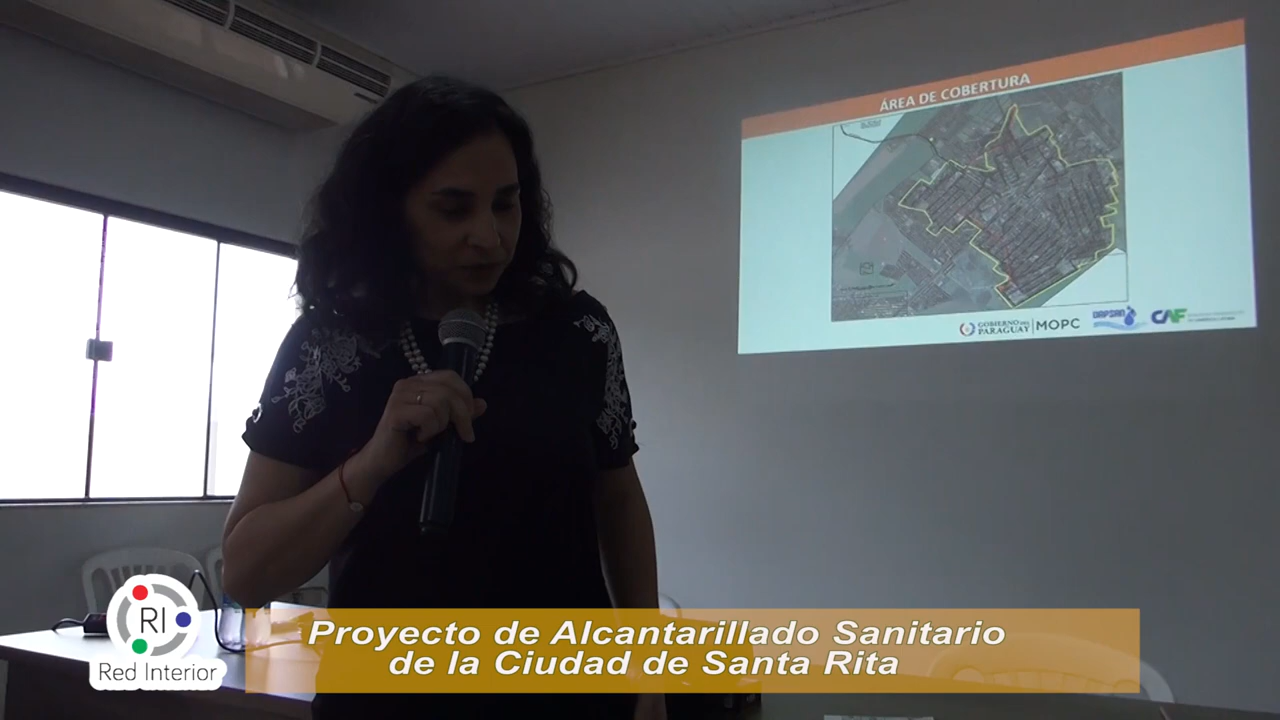 ÁREA DE COBERTURA
GOBIERNO DEL
PARAGUAY
MOPC
DAPSAN
CAF
RI
Red Interior
Proyecto de Alcantarillado Sanitario
de la Ciudad de Santa Rita